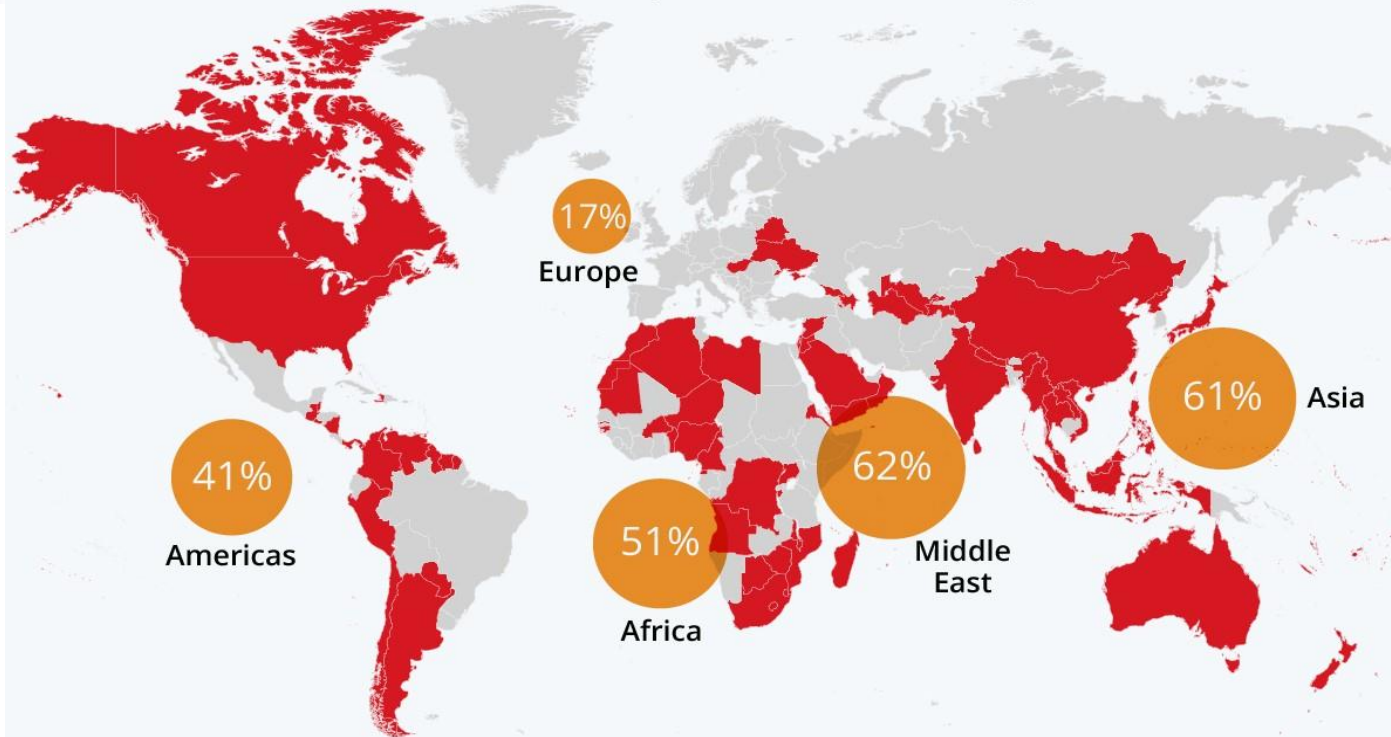 17%
Europe
41%
Americas
51%
Africa
62%
Middle
East
61%
Asia